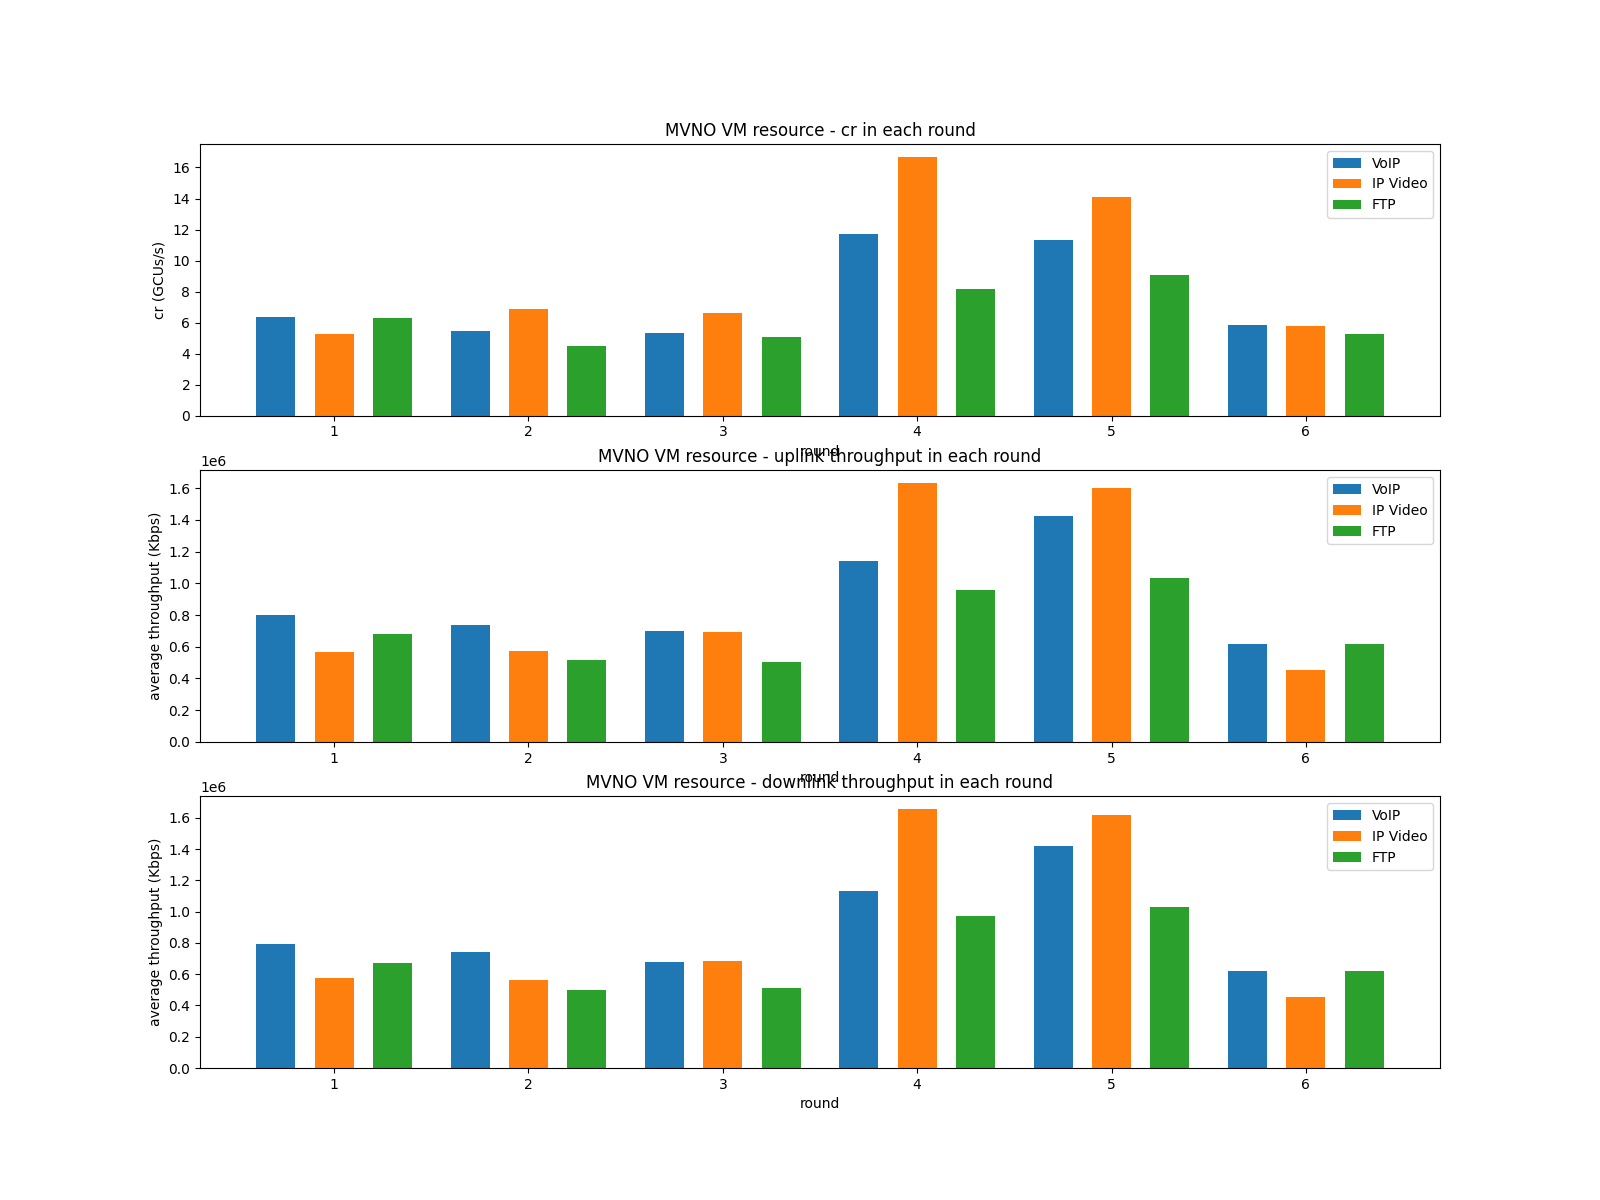 MVNO VM resource - cr in each round
cr (GCUs/s)
16
14
12
10
8
6
4
2
0
VoIP
IP Video
FTP
1 2 3 4 5 6
round
MVNO VM resource - uplink throughput in each round
1e6
average throughput (Kbps)
1.6
1.4
1.2
1.0
0.8
0.6
0.4
0.2
0.0
VoIP
IP Video
FTP
1 2 3 4 5 6
round
MVNO VM resource - downlink throughput in each round
1e6
average throughput (Kbps)
1.6
1.4
1.2
1.0
0.8
0.6
0.4
0.2
0.0
VoIP
IP Video
FTP
1 2 3 4 5 6
round